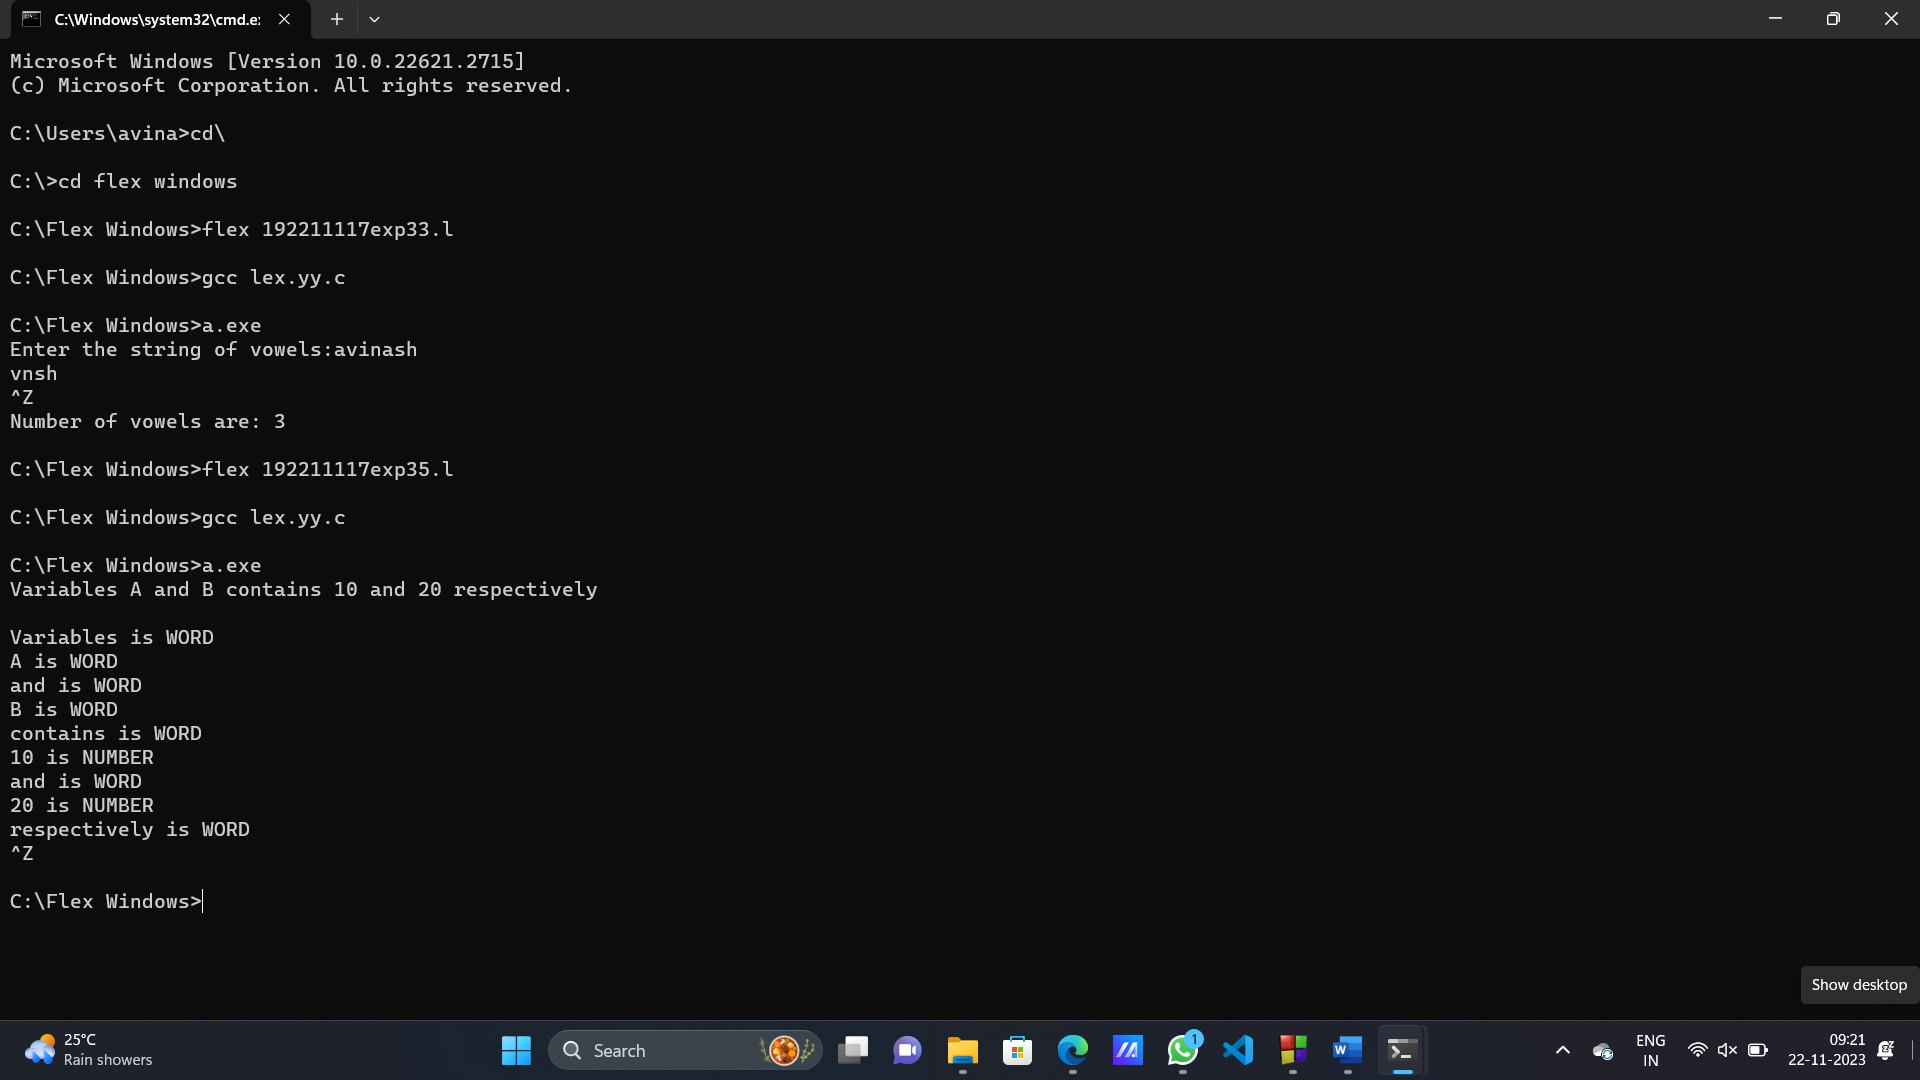 C:\Windows\system32\cmd.e:
Microsoft Windows [Version 10.0.22621.2715]
(c) Microsoft Corporation. All rights reserved.
C:\Users\avina>cd\
C:\>cd flex windows
C:\Flex Windows>flex 192211117exp33.l
C:\Flex Windows>gcc lex.yy.c
C:\Flex Windows>a.exe
Enter the string of vowels:avinash
vnsh
^Z
Number of vowels are: 3
C:\Flex Windows>flex 192211117exp35.l
C:\Flex Windows>gcc lex.yy.c
C:\Flex Windows>a.exe
Variables A and B contains 10 and 20 respectively
Variables is WORD
A is WORD
and is WORD
B is WORD
contains is WORD
10 is NUMBER
and is WORD
20 is NUMBER
respectively is WORD
^Z
C:\Flex Windows>
Show desktop
25°C
Rain showers
Search
1
ENG
IN
09:21
22-11-2023